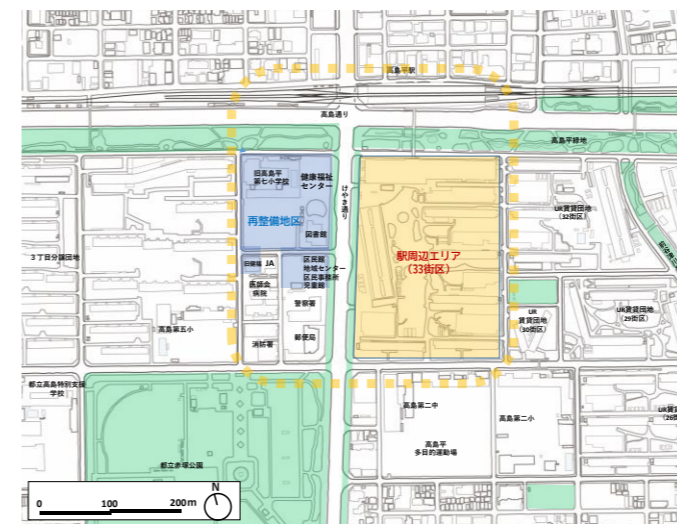 高島平駅
高島通り
高島平緑地
旧高島平
第七小学校
健康福祉
センター
けやき通り
再整備地区
図書館
UR賃貸団地
(32街区)
3丁目分譲団地
駅周辺エリア
(33街区)
JA
区民館
地域センター
区民事務所
児童館
医師会
病院
警察署
高島第五小
消防署
郵便局
UR
賃貸団地
(30街区)
UR賃貸団地
(29街区)
都立高島特別支援
学校
高島第二中
高島第二小
高島平
多目的運動場
都立赤塚公園
0 100 200m
N